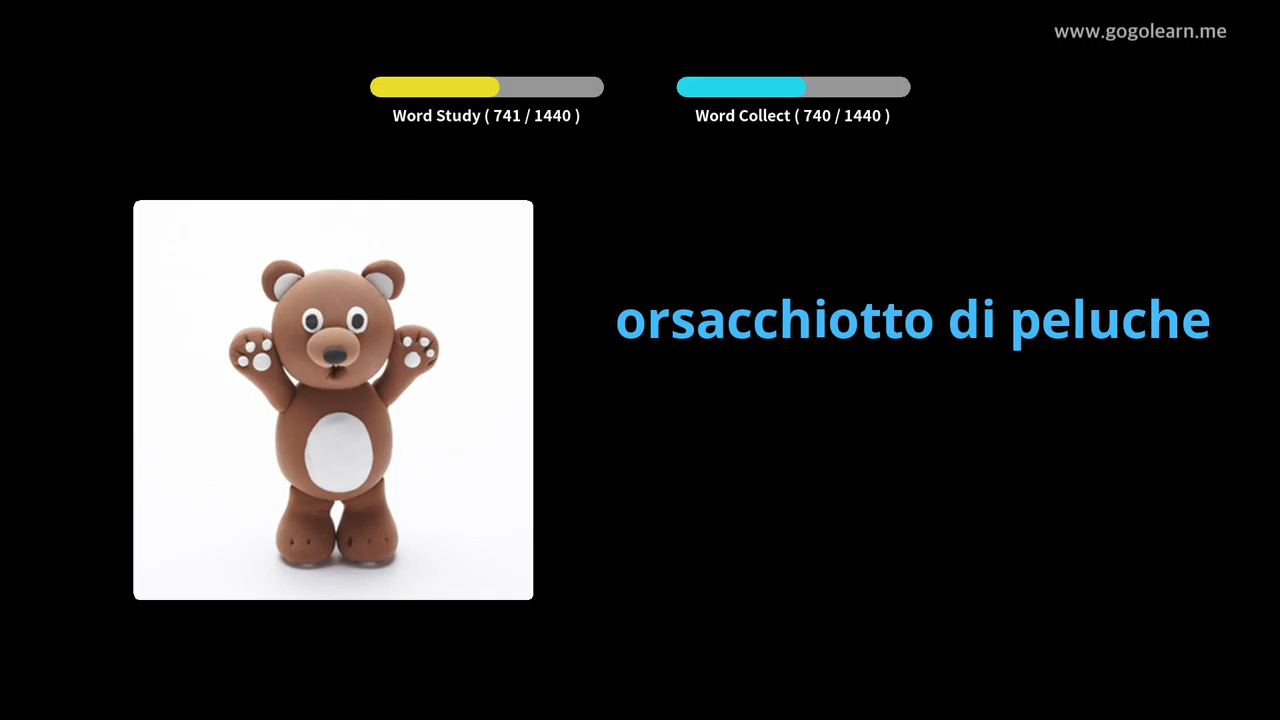 www.gogolearn.me
Word Study ( 741 / 1440 )
Word Collect ( 740 / 1440 )
orsacchiotto di peluche